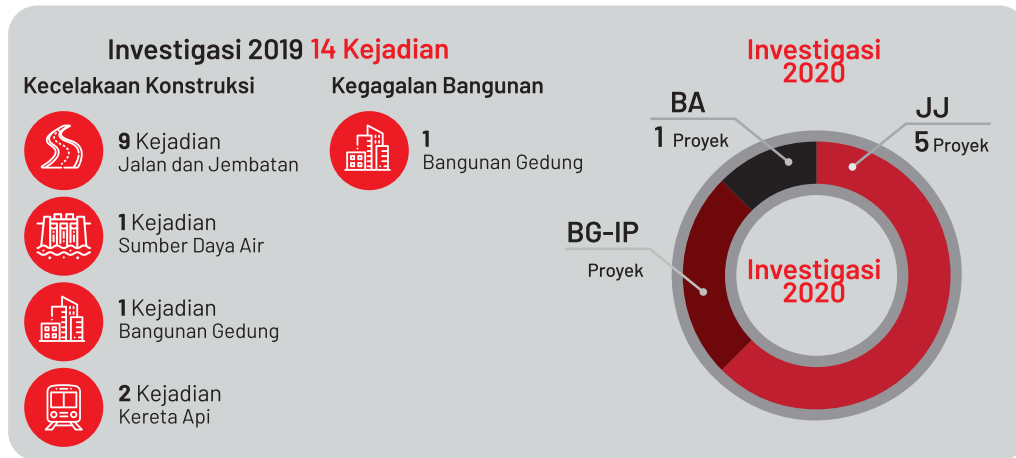 Investigasi 2019 14 Kejadian
Kecelakaan Konstruksi
9 Kejadian
Jalan dan Jembatan
1 Kejadian
Sumber Daya Air
1 Kejadian
Bangunan Gedung
2 Kejadian
Kereta Api
Kegagalan Bangunan
1
Bangunan Gedung
Investigasi
2020
BA
1 Proyek
JJ
5 Proyek
BG-IP
Proyek
Investigasi
2020